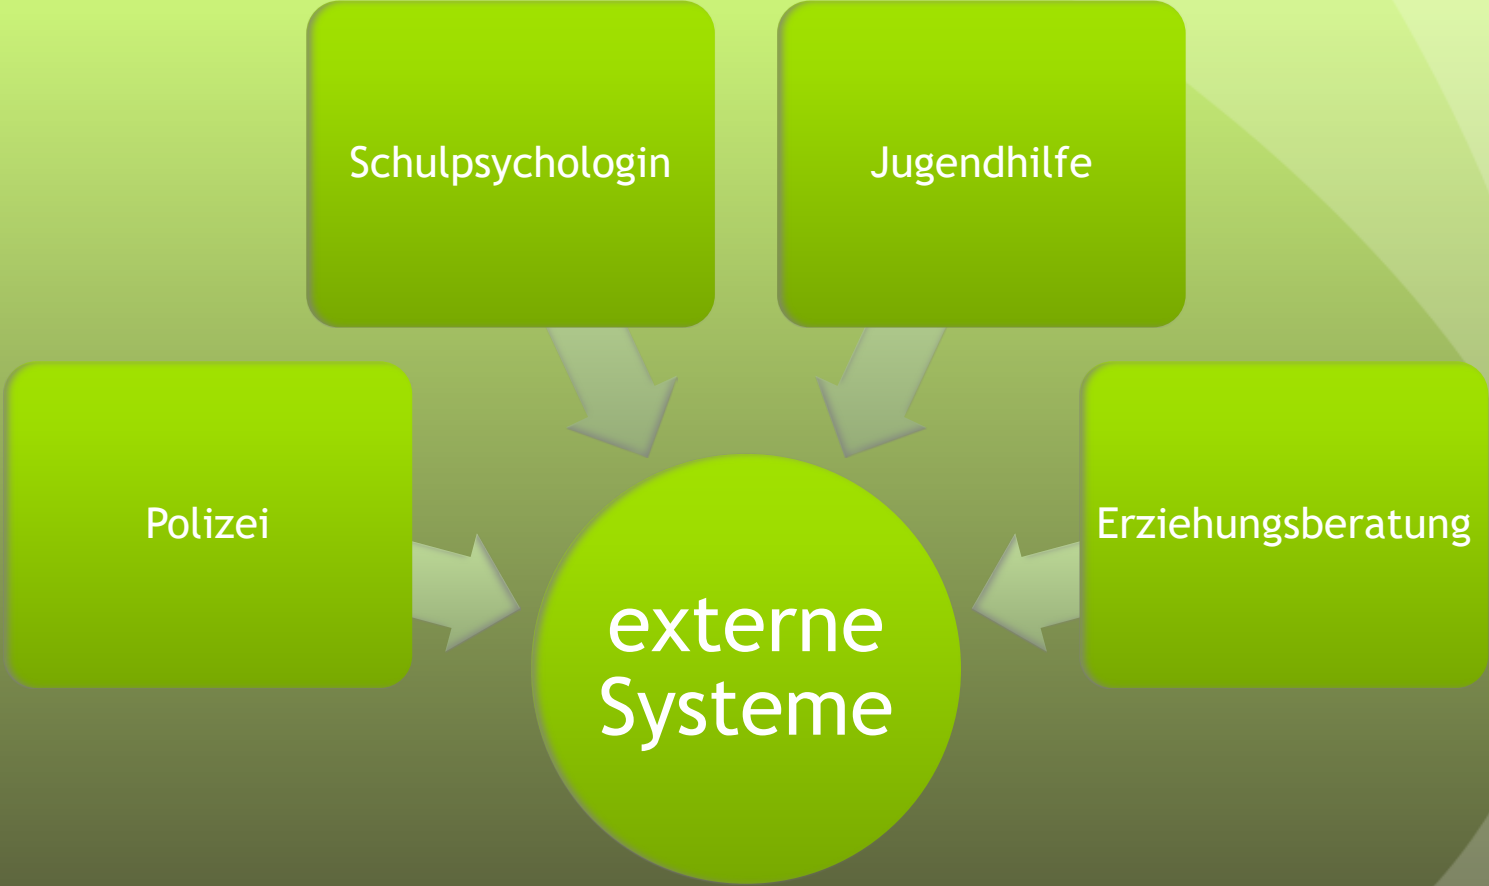 Schulpsychologin
Jugendhilfe
Polizei
Erziehungsberatung
externe
Systeme